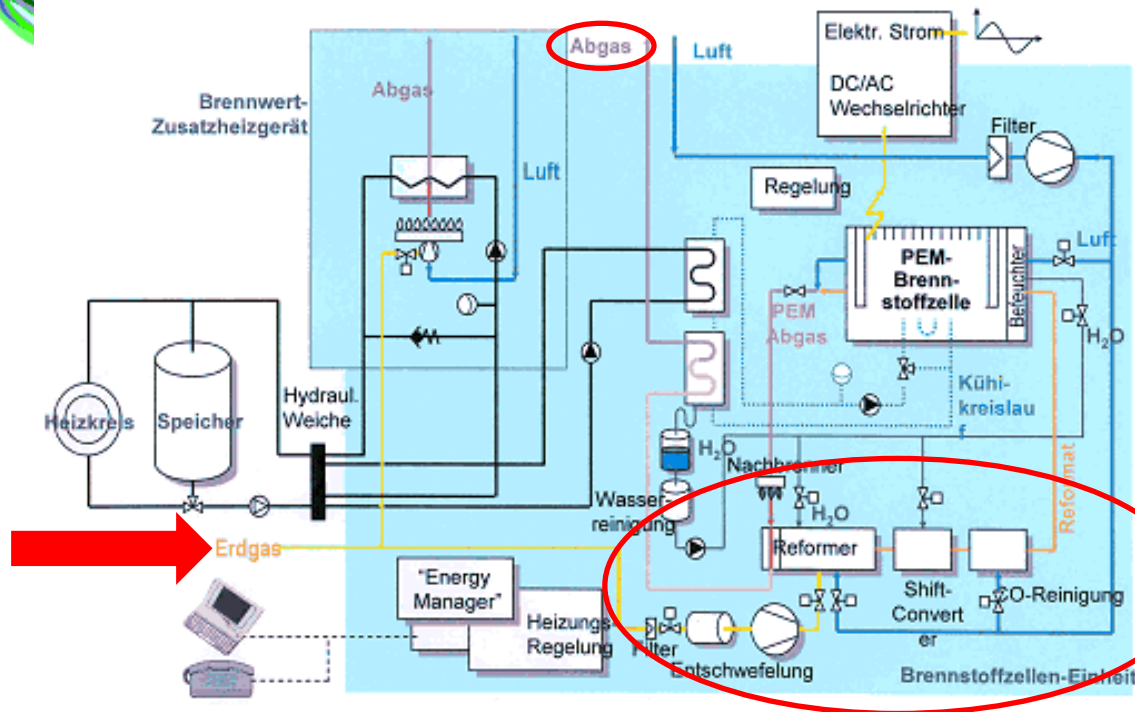 Abgas
Luft
Elektr. Strom
DC/AC
Wechselrichter
Filter
Abgas
Brennwert-
Zusatzheizgerät
Luft
Regelung
PEM-
Brenn-
stoffzelle
Befeuchter
Luft
H₂O
PEM
Abgas
Kühl-
kreislau
f
Hydraul.
Weiche
Heizkreis
Speicher
H₂O
Nachbrenner
Reformat
Wasser-
reinigung
H₂O
Reformer
Erdgas
"Energy
Manager"
Heizungs-
Regelung
Filter
Entschwefelung
Shift-
Convert
er
CO-Reinigung
Brennstoffzellen-Einheit